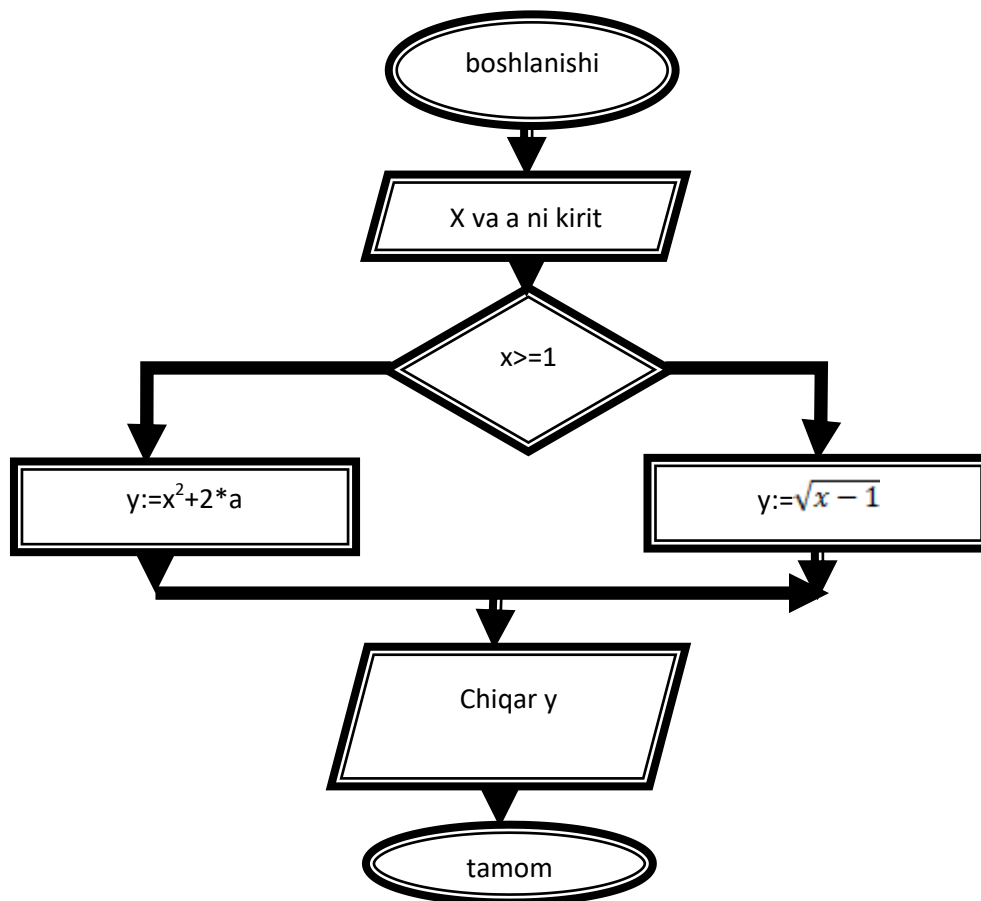 boshlanishi
X va a ni kirit
x>=1
y:=x²+2*a
y:=√x − 1
Chiqar y
tamom